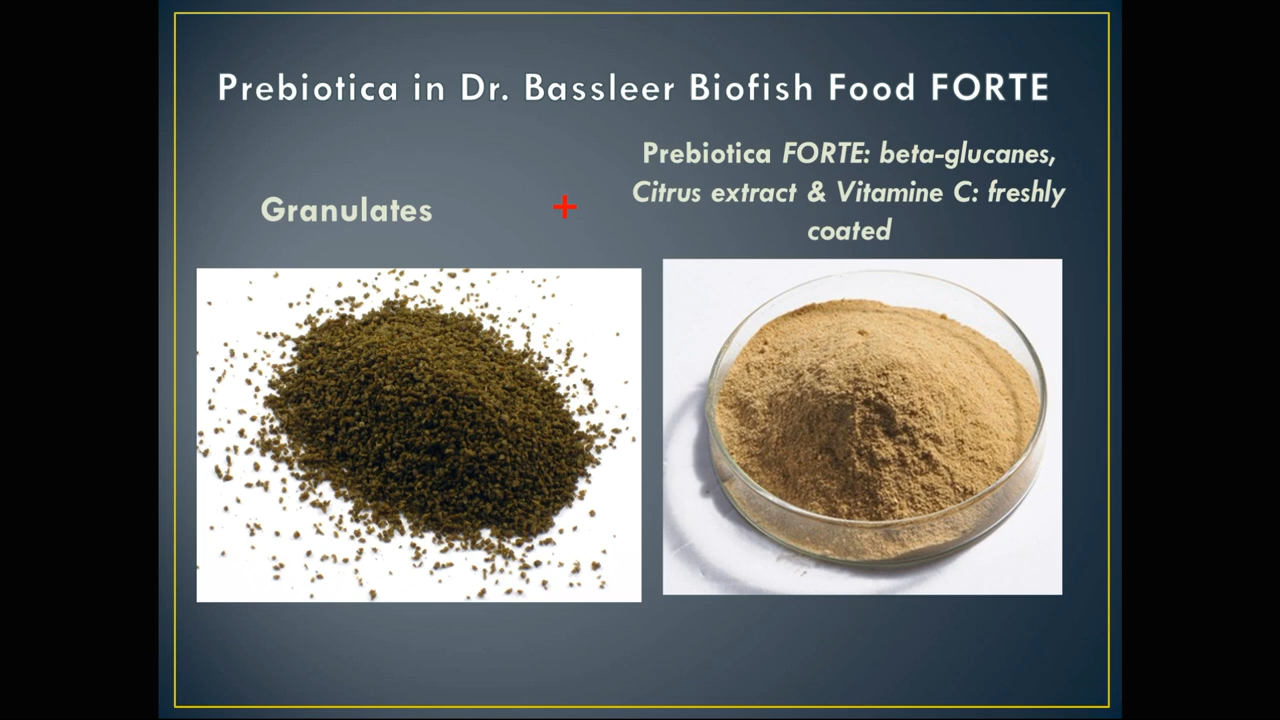 Prebiotica in Dr. Bassleer Biofish Food FORTE
Granulates
+
Prebiotica FORTE: beta-glucanes,
Citrus extract & Vitamine C: freshly
coated